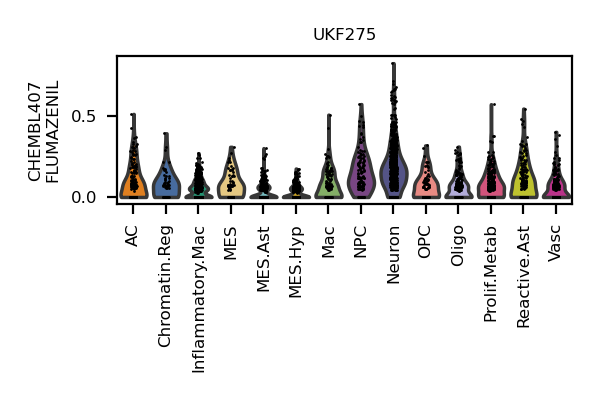 UKF275
CHEMBL407
FLUMAZENIL
0.5
0.0
AC
Chromatin.Reg
Inflammatory.Mac
MES
MES.Ast
MES.Hyp
Mac
NPC
Neuron
OPC
Oligo
Prolif.Metab
Reactive.Ast
Vasc